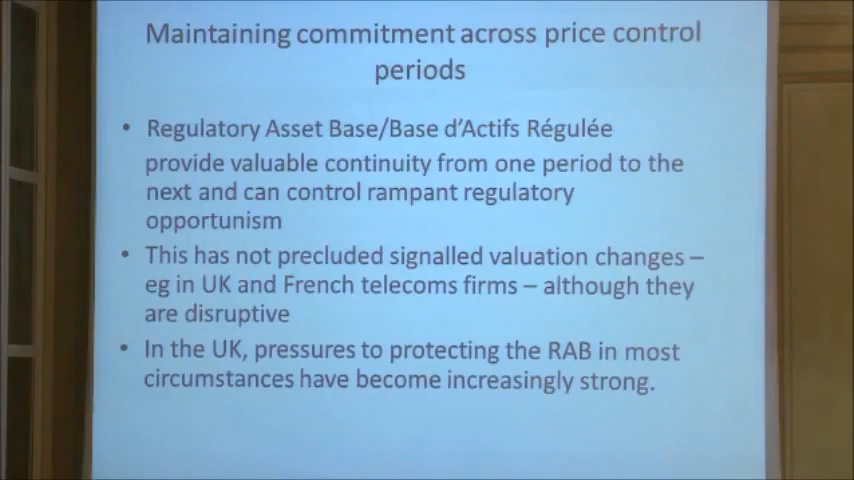 Maintaining commitment across price control
periods
• Regulatory Asset Base/Base d'Actifs Régulée
provide valuable continuity from one period to the
next and can control rampant regulatory
opportunism
• This has not precluded signalled valuation changes –
eg in UK and French telecoms firms – although they
are disruptive
• In the UK, pressures to protecting the RAB in most
circumstances have become increasingly strong.